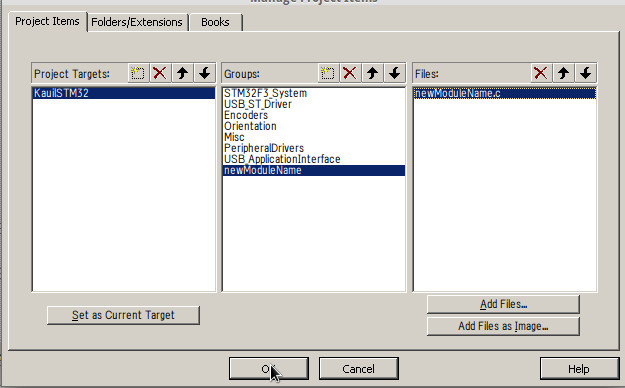 Manage Project Items
Project Items
Folders/Extensions
Books
Project Targets:
KauilSTM32
Set as Current Target
Groups:
STM32F3_System
USB_ST_Driver
Encoders
Orientation
Misc
PeripheralDrivers
USB_ApplicationInterface
newModuleName
Files:
newModuleName.c
Add Files...
Add Files as Image...
OK
Cancel
Help